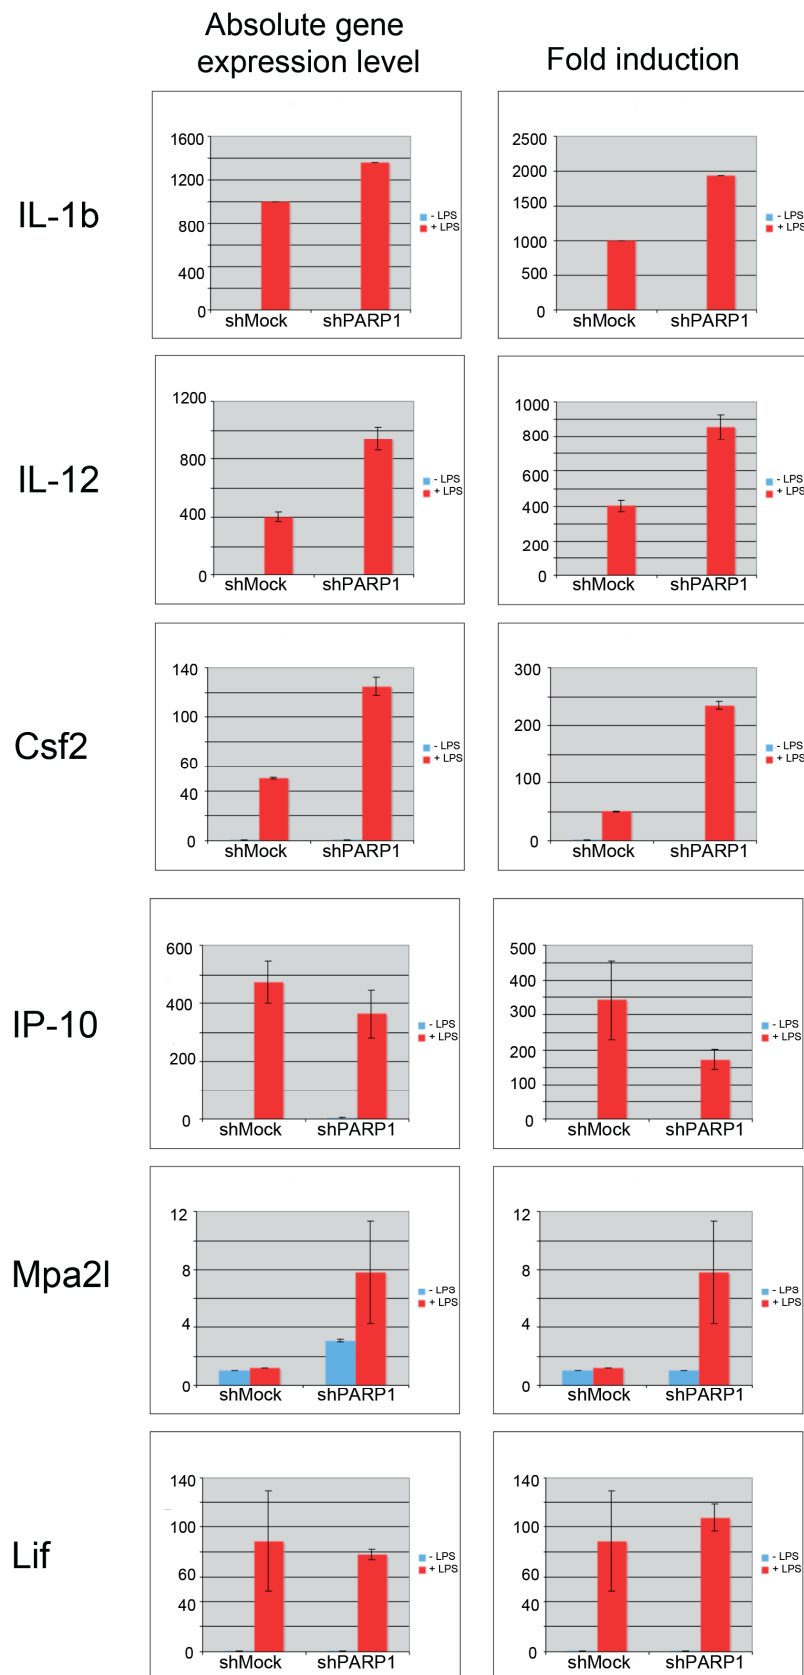 Absolute gene
expression level
Fold induction
IL-1b
1600
1200
800
400
0
shMock shPARP1
- LPS
+ LPS
2500
2000
1500
1000
500
0
shMock shPARP1
- LPS
+ LPS
IL-12
1200
800
400
0
shMock shPARP1
- LPS
+ LPS
1000
800
600
400
200
0
shMock shPARP1
- LPS
+ LPS
Csf2
140
100
60
40
0
shMock shPARP1
- LPS
+ LPS
300
200
100
0
shMock shPARP1
- LPS
+ LPS
IP-10
600
400
200
0
shMock shPARP1
- LPS
+ LPS
500
400
300
200
100
0
shMock shPARP1
- LPS
+ LPS
Mpa2l
12
8
4
0
shMock shPARP1
- LPS
+ LPS
12
8
4
0
shMock shPARP1
- LPS
+ LPS
Lif
140
100
60
40
0
shMock shPARP1
- LPS
+ LPS
140
100
60
40
0
shMock shPARP1
- LPS
+ LPS